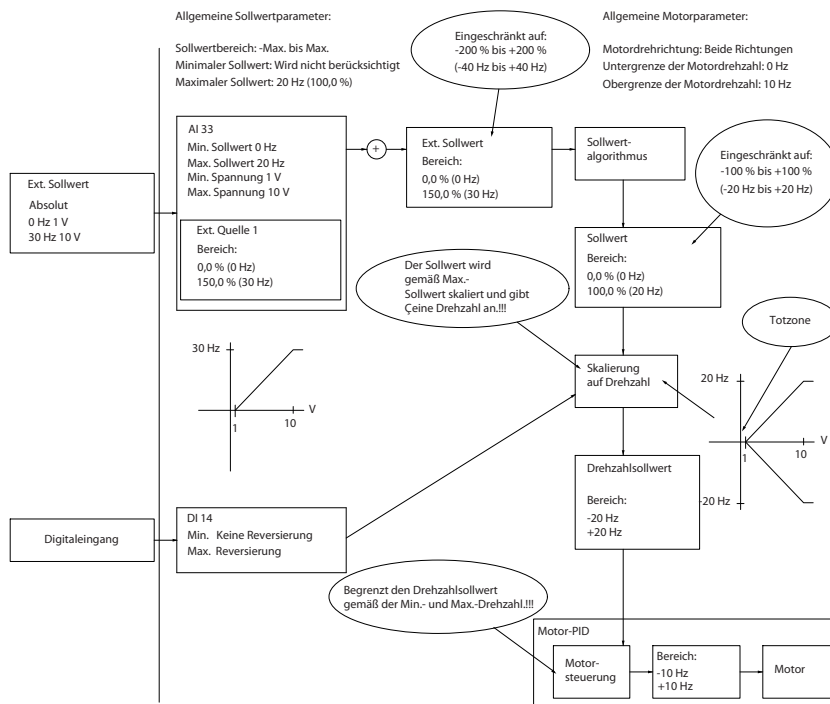 Allgemeine Sollwertparameter:
Sollwertbereich: -Max. bis Max.
Minimaler Sollwert: Wird nicht berücksichtigt
Maximaler Sollwert: 20 Hz (100,0 %)
Eingeschränkt auf:
-200 % bis +200 %
(-40 Hz bis +40 Hz)
Allgemeine Motorparameter:
Motordrehrichtung: Beide Richtungen
Untergrenze der Motordrehzahl: 0 Hz
Obergrenze der Motordrehzahl: 10 Hz
Ext. Sollwert
Absolut
0 Hz 1 V
30 Hz 10 V
AI 33
Min. Sollwert 0 Hz
Max. Sollwert 20 Hz
Min. Spannung 1 V
Max. Spannung 10 V
Ext. Quelle 1
Bereich:
0,0 % (0 Hz)
150,0 % (30 Hz)
+
Ext. Sollwert
Bereich:
0,0 % (0 Hz)
150,0 % (30 Hz)
Sollwert-
algorithmus
Eingeschränkt auf:
-100 % bis +100 %
(-20 Hz bis +20 Hz)
Sollwert
Bereich:
0,0 % (0 Hz)
100,0 % (20 Hz)
Der Sollwert wird
gemäß Max.-
Sollwert skaliert und gibt
Çeine Drehzahl an.!!!
Totzone
30 Hz
V
1
10
Skalierung
auf Drehzahl
20 Hz
V
1
10
-20 Hz
Drehzahlsollwert
Bereich:
-20 Hz
+20 Hz
Digitaleingang
DI 14
Min. Keine Reversierung
Max. Reversierung
Begrenzt den Drehzahlsollwert
gemäß der Min.- und Max.-Drehzahl.!!!
Motor-PID
Motor-
steuerung
Bereich:
-10 Hz
+10 Hz
Motor